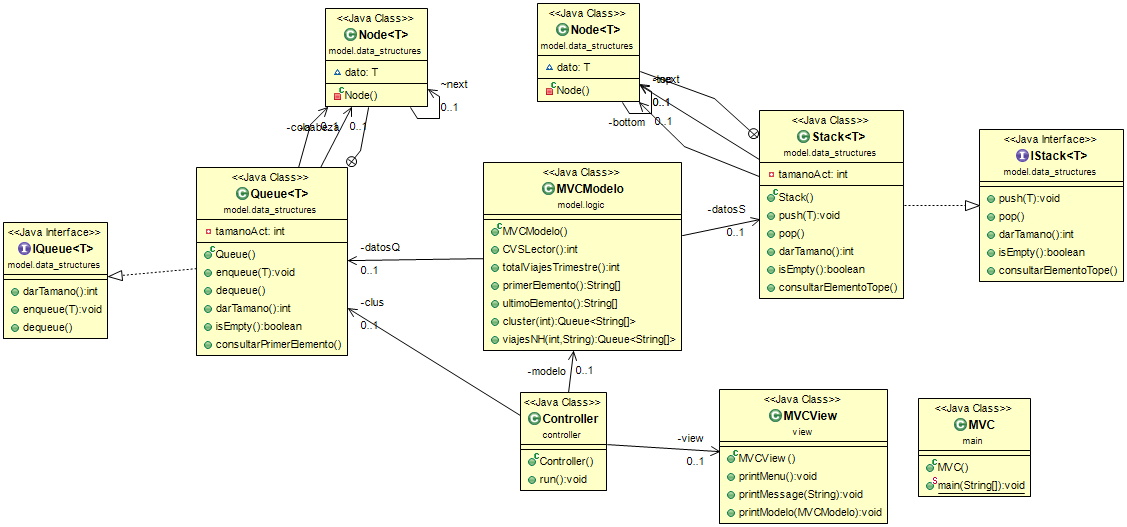 <<Java Class>>
Node<T>
model.data_structures
dato: T
Node()
~next
0..1
<<Java Class>>
Node<T>
model.data_structures
dato: T
Node()
~next
0..1
-bottom
0..1
-cabeza
0..1
0..1
<<Java Class>>
Queue<T>
model.data_structures
tamanoAct: int
Queue()
enqueue(T):void
dequeue()
darTamano():int
isEmpty():boolean
consultarPrimerElemento()
<<Java Interface>>
IQueue<T>
model.data_structures
darTamano():int
enqueue(T):void
dequeue()
<<Java Class>>
MVCModelo
model.logic
MVCModelo()
CVSLector():int
totalViajesTrimestre():int
primerElemento():String[]
ultimoElemento():String[]
cluster(int):Queue<String[]>
viajesNH(int,String):Queue<String[]>
-datosQ
0..1
-clus
0..1
-datosS
0..1
<<Java Class>>
Stack<T>
model.data_structures
tamanoAct: int
Stack()
push(T):void
pop()
darTamano():int
isEmpty():boolean
consultarElementoTope()
<<Java Interface>>
IStack<T>
model.data_structures
push(T):void
pop()
darTamano():int
isEmpty():boolean
consultarElementoTope()
-modelo
0..1
<<Java Class>>
Controller
controller
Controller()
run():void
-view
0..1
<<Java Class>>
MVCView
view
MVCView()
printMenu():void
printMessage(String):void
printModelo(MVCModelo):void
<<Java Class>>
MVC
main
MVC()
main(String[]):void